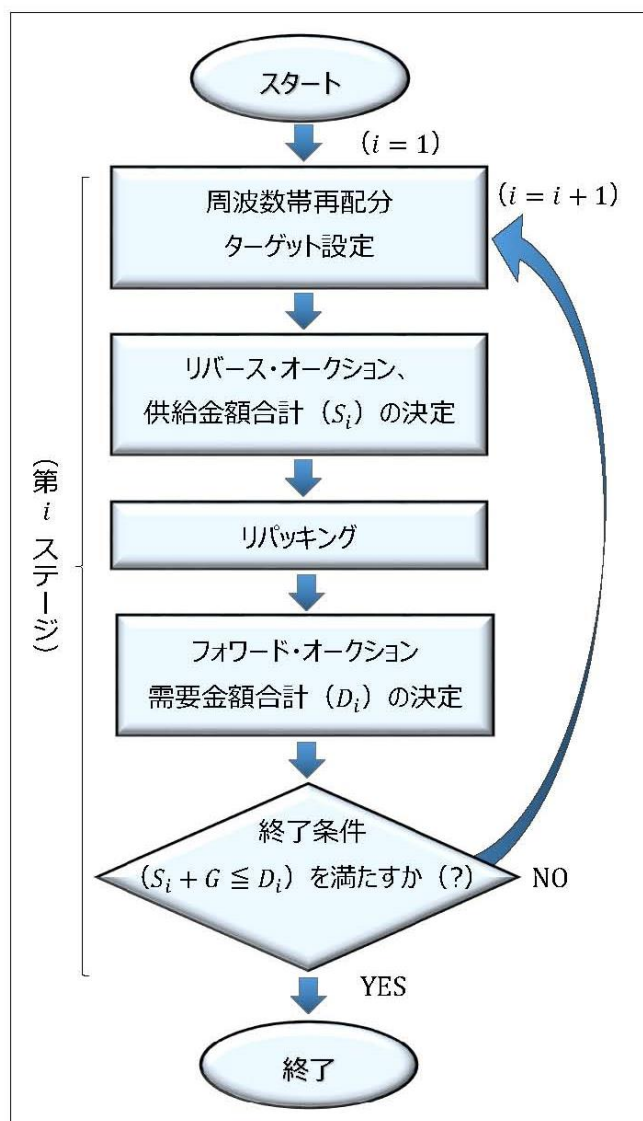 スタート
(i = 1)
周波数帯再配分
ターゲット設定
(i = i + 1)
リバース・オークション、
供給金額合計(S_i)の決定
リパッキング
フォワード・オークション
需要金額合計(D_i)の決定
終了条件
(S_i + G ≦ D_i)を満たすか(?)
NO
YES
終了
(第 i ステージ)